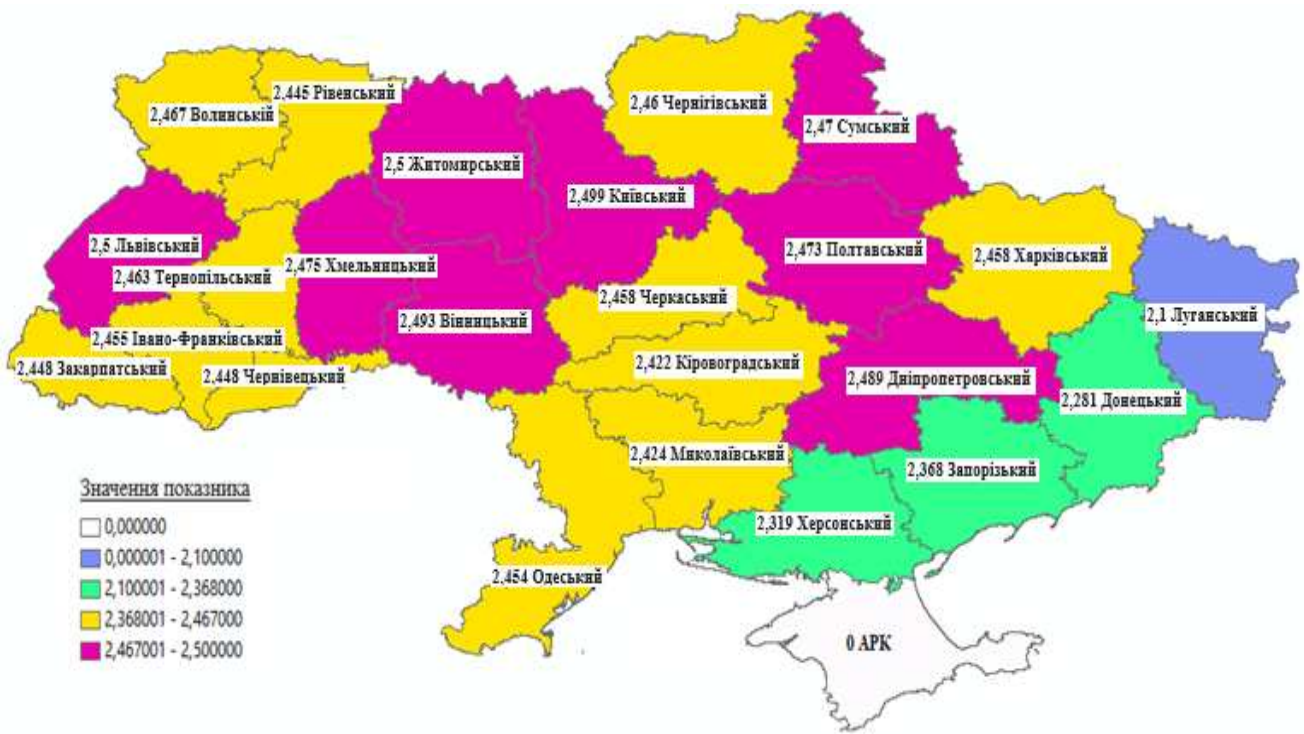 2,445 Рівенський
2,467 Волинській
2,46 Чернігівський
2,47 Сумський
2,5 Житомирський
2,499 Київський
2,5 Львівський
2,473 Полтавський
2,458 Харківський
2,463 Тернопільський
2,475 Хмельницький
2,458 Черкаський
2,493 Вінницький
2,1 Луганський
2,455 Івано-Франківський
2,448 Закарпатський
2,448 Чернівецький
2,422 Кіровоградський
2,489 Дніпропетровський
2,281 Донецький
2,424 Миколаївський
2,368 Запорізький
2,319 Херсонський
2,454 Одеський
0 АРК
Значення показника
0,000000
0,000001 - 2,100000
2,100001 - 2,368000
2,368001 - 2,467000
2,467001 - 2,500000